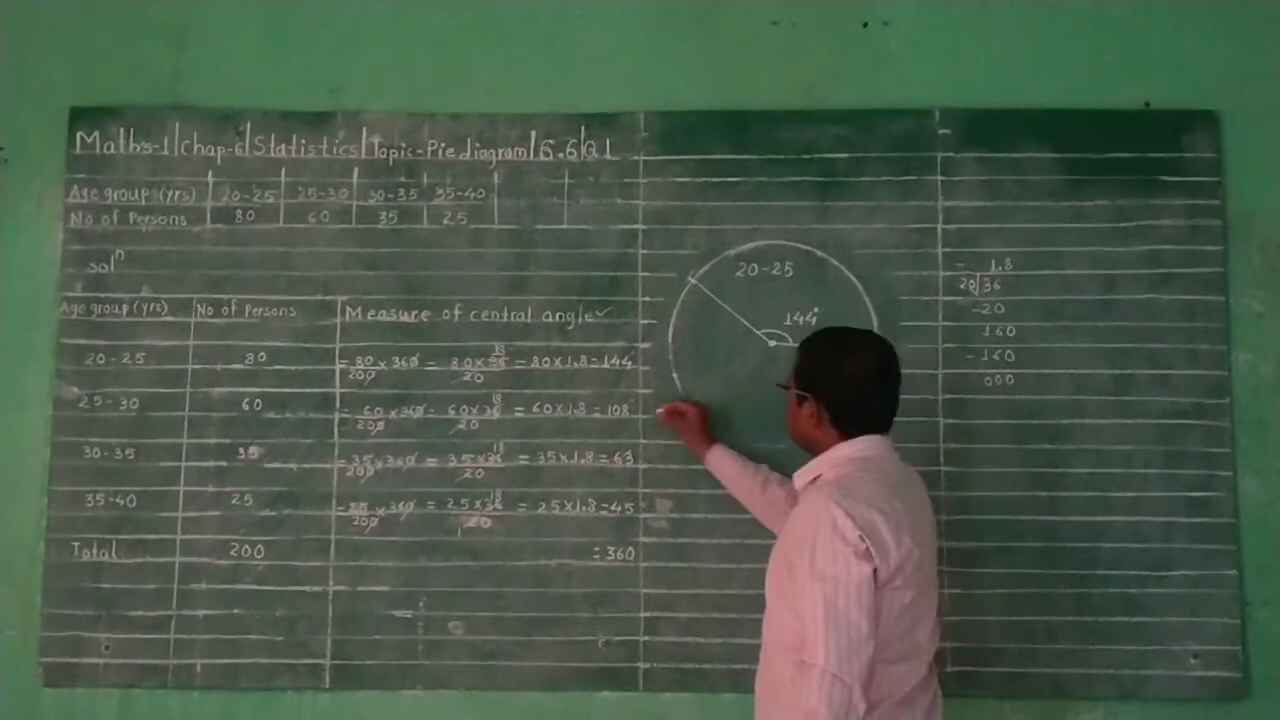 Maths-1|Chap-6|Statistics|Topic-Pie diagram|6.6|Q1
Age group (yrs) 20-25 25-30 30-35 35-40
No of Persons 80 60 35 25
solⁿ
Age group (yrs) No of Persons Measure of central angle✓
20-25 80 = 80/200 × 360 = 80×36/20 18 = 80×1.8=144
25-30 60 = 60/200 × 360 = 60×36/20 18 = 60×1.8=108°
30-35 35 = 35/200 × 360 = 35×36/20 18 = 35×1.8=63
35-40 25 = 25/200 × 360 = 25×36/20 18 = 25×1.8=45
Total 200 =360
20-25
144°
1.8
20|36
-20
160
-160
000